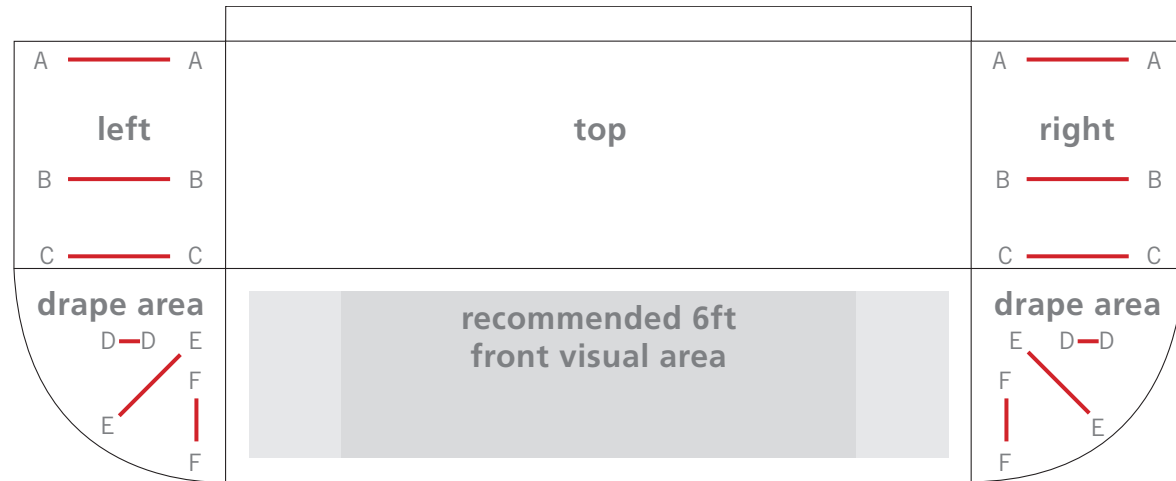 A A
left
B B
C C
top
A A
right
B B
C C
drape area
D D E
F
E
F
recommended 6ft
front visual area
drape area
E D D
F
E
F